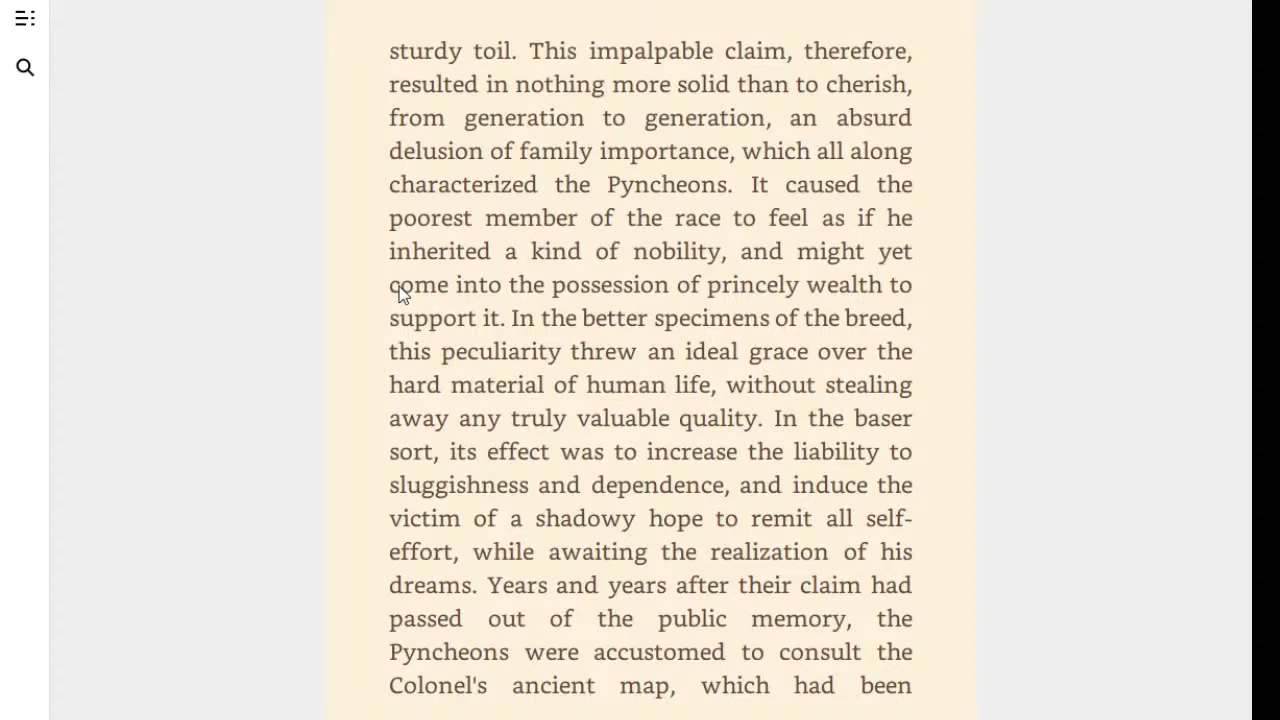 sturdy toil. This impalpable claim, therefore,
resulted in nothing more solid than to cherish,
from generation to generation, an absurd
delusion of family importance, which all along
characterized the Pyncheons. It caused the
poorest member of the race to feel as if he
inherited a kind of nobility, and might yet
come into the possession of princely wealth to
support it. In the better specimens of the breed,
this peculiarity threw an ideal grace over the
hard material of human life, without stealing
away any truly valuable quality. In the baser
sort, its effect was to increase the liability to
sluggishness and dependence, and induce the
victim of a shadowy hope to remit all self-
effort, while awaiting the realization of his
dreams. Years and years after their claim had
passed out of the public memory, the
Pyncheons were accustomed to consult the
Colonel's ancient map, which had been